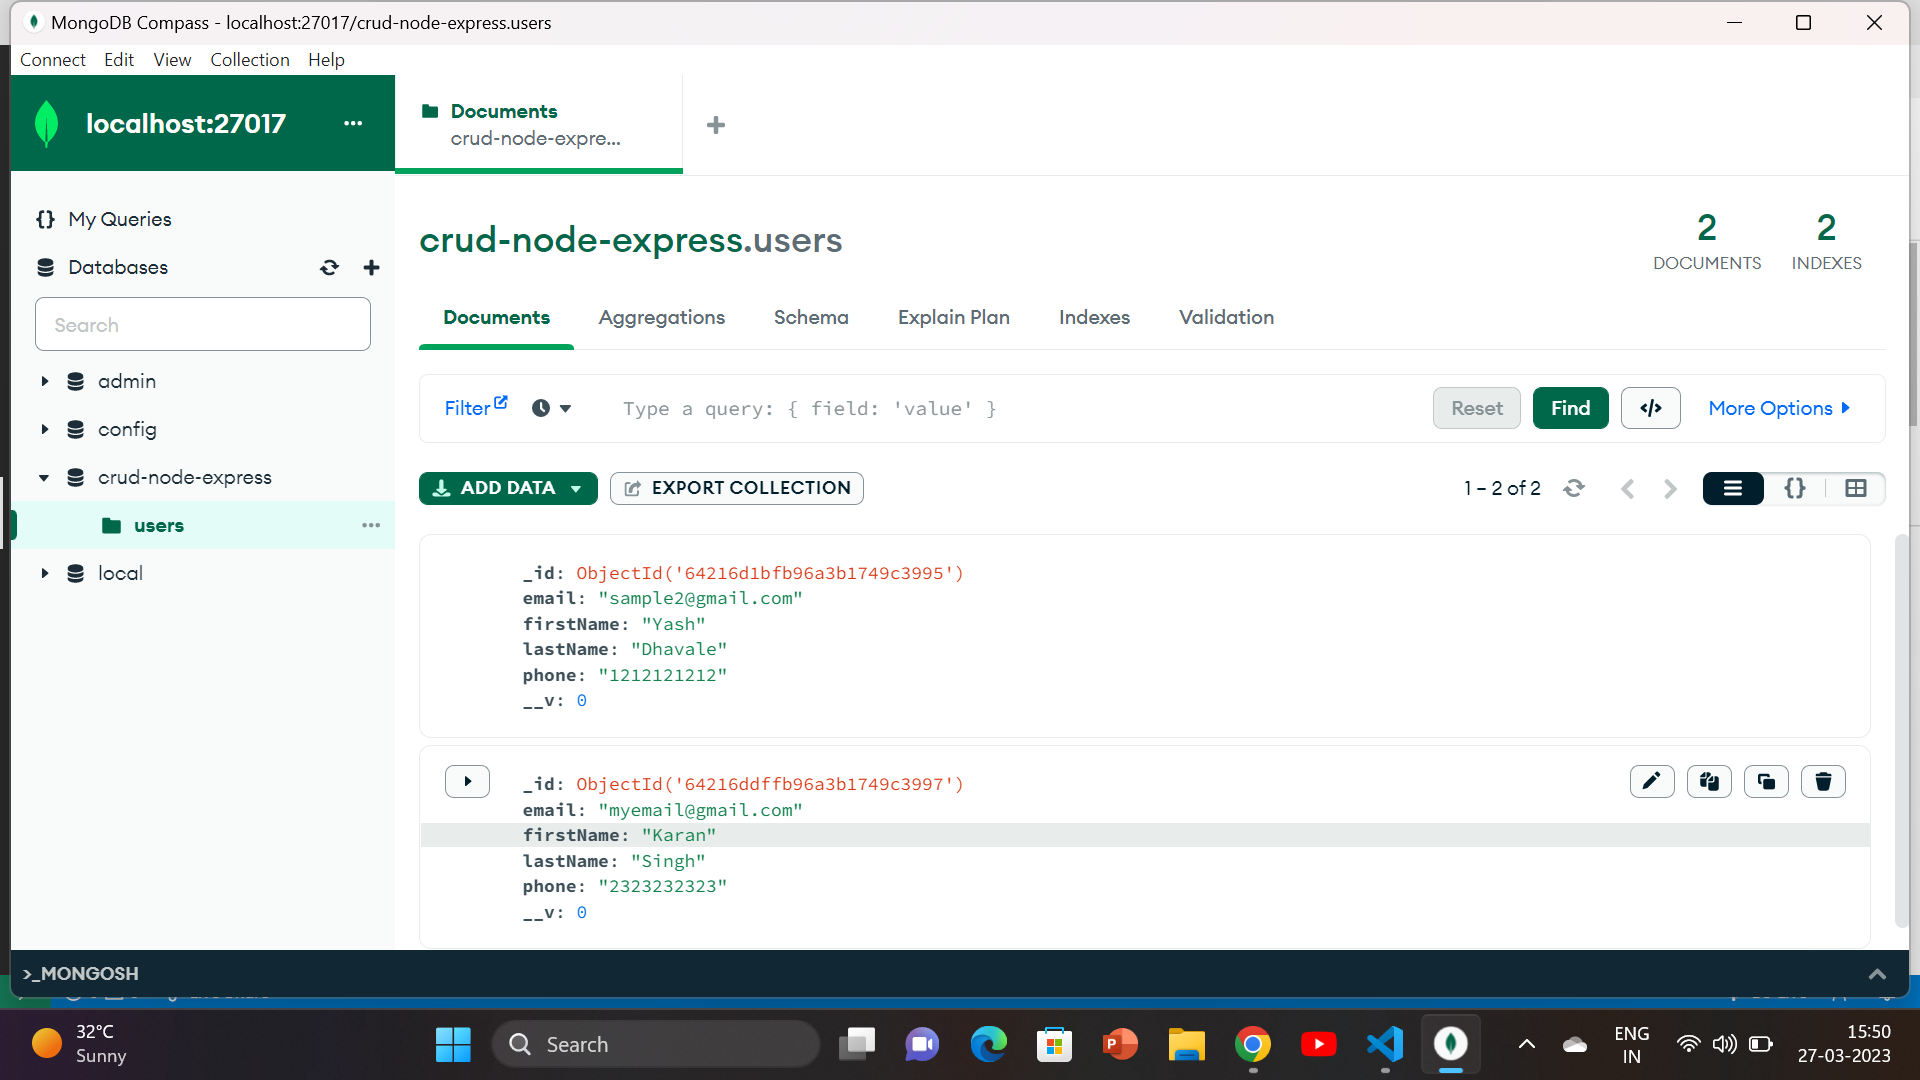 MongoDB Compass - localhost:27017/crud-node-express.users
Connect Edit View Collection Help
localhost:27017 ...
Documents
crud-node-expre...
My Queries
Databases
Search
admin
config
crud-node-express
users
local
crud-node-express.users
2 DOCUMENTS
2 INDEXES
Documents Aggregations Schema Explain Plan Indexes Validation
Filter Type a query: { field: 'value' } Reset Find </> More Options
ADD DATA EXPORT COLLECTION 1 – 2 of 2 {}
_id: ObjectId('64216d1bfb96a3b1749c3995')
email: "sample2@gmail.com"
firstName: "Yash"
lastName: "Dhavale"
phone: "1212121212"
__v: 0
_id: ObjectId('64216ddffb96a3b1749c3997')
email: "myemail@gmail.com"
firstName: "Karan"
lastName: "Singh"
phone: "2323232323"
__v: 0
>_MONGOSH
32°C
Sunny
Search
ENG
IN
15:50
27-03-2023